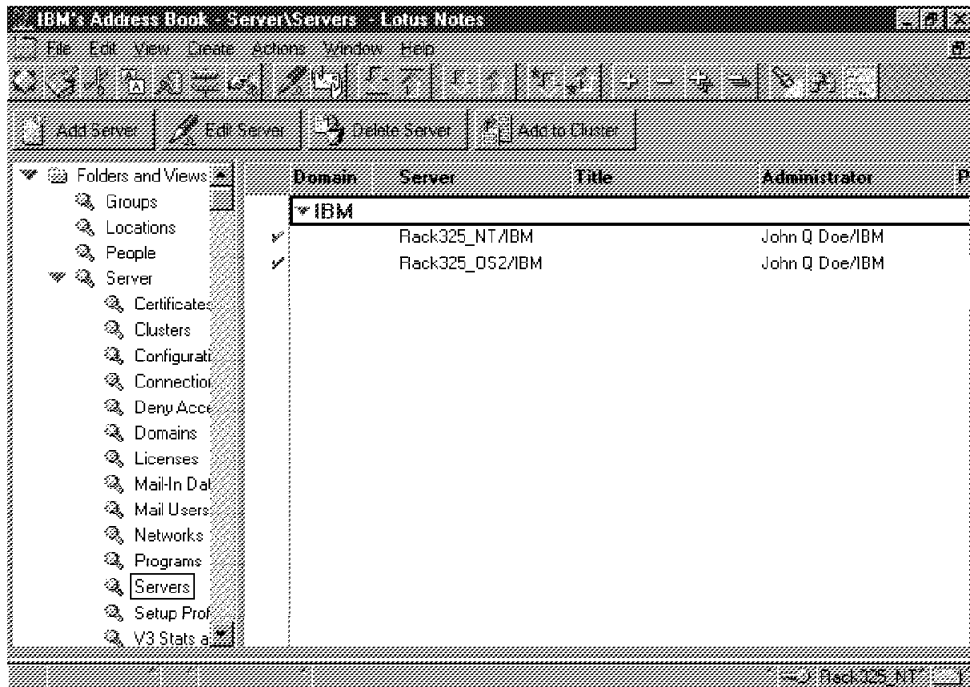 IBM's Address Book - Server\Servers - Lotus Notes
File Edit View Create Actions Window Help
Add Server Edit Server Delete Server Add to Cluster
Folders and Views
Groups
Locations
People
Server
Certificates
Clusters
Configurati
Connection
Deny Acce
Domains
Licenses
Mail-In Dat
Mail Users
Networks
Programs
Servers
Setup Prof
V3 Stats a
Domain Server Title Administrator P
IBM
Rack325_NT/IBM John Q Doe/IBM
Rack325_OS2/IBM John Q Doe/IBM
Rack325_NT